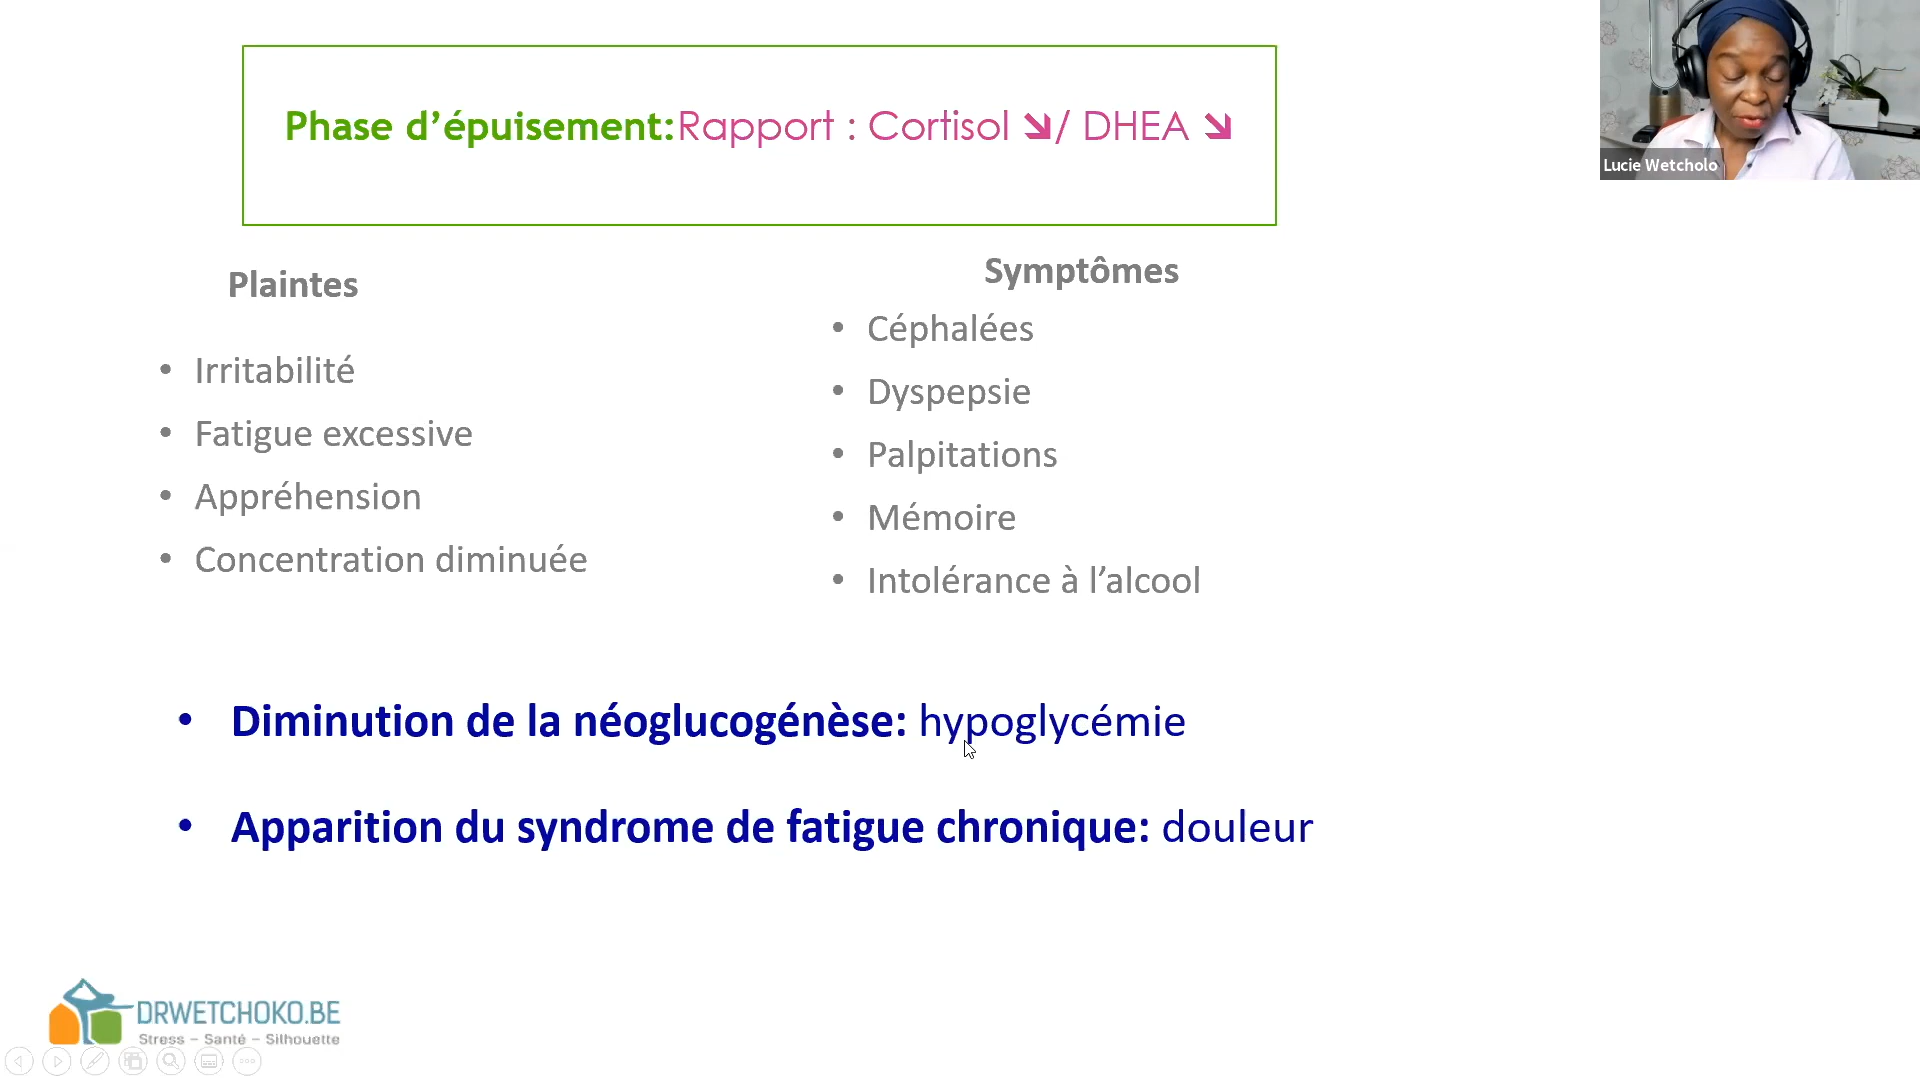 Phase d’épuisement:Rapport : Cortisol ↘/ DHEA ↘
Lucie Wetcholo
Plaintes
• Irritabilité
• Fatigue excessive
• Appréhension
• Concentration diminuée
Symptômes
• Céphalées
• Dyspepsie
• Palpitations
• Mémoire
• Intolérance à l’alcool
• Diminution de la néoglucogénèse: hypoglycémie
• Apparition du syndrome de fatigue chronique: douleur
DRWETCHOKO.BE
Stress – Santé – Silhouette